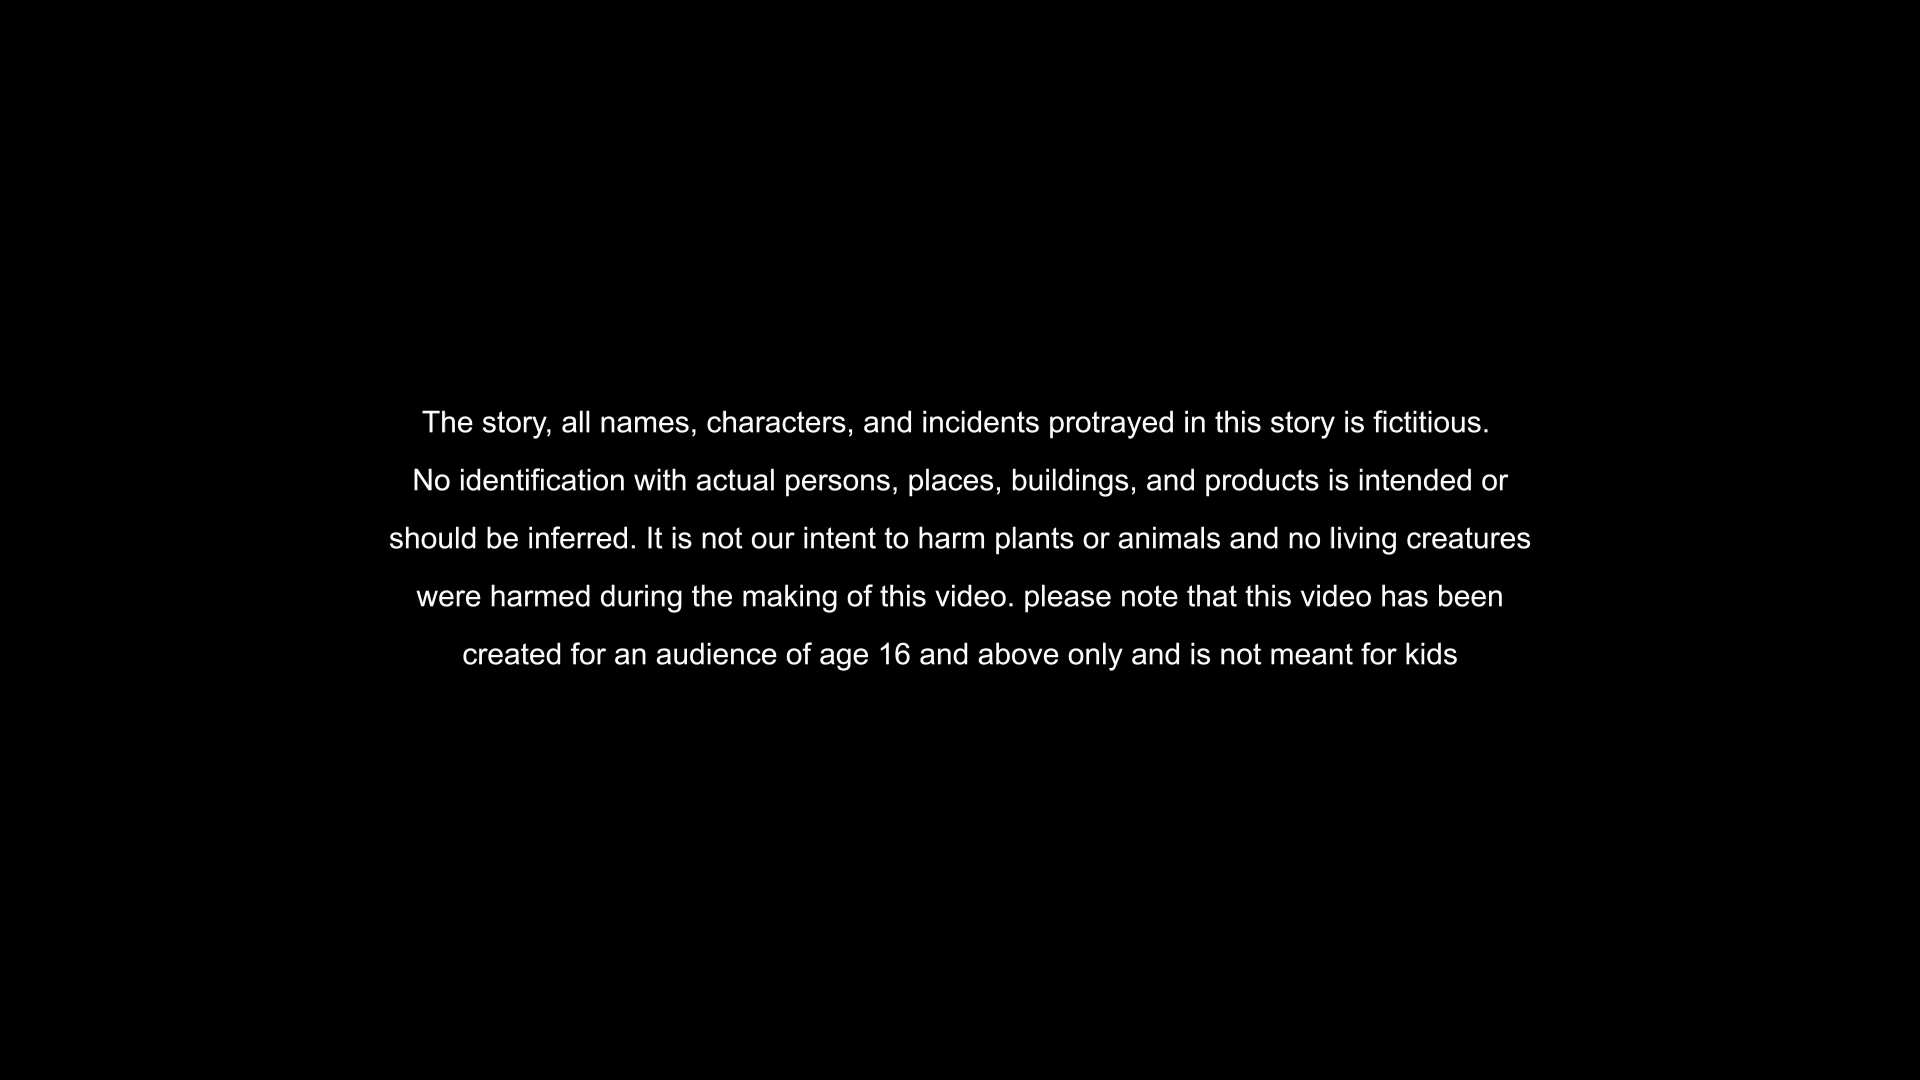 The story, all names, characters, and incidents protrayed in this story is fictitious.
No identification with actual persons, places, buildings, and products is intended or
should be inferred. It is not our intent to harm plants or animals and no living creatures
were harmed during the making of this video. please note that this video has been
created for an audience of age 16 and above only and is not meant for kids